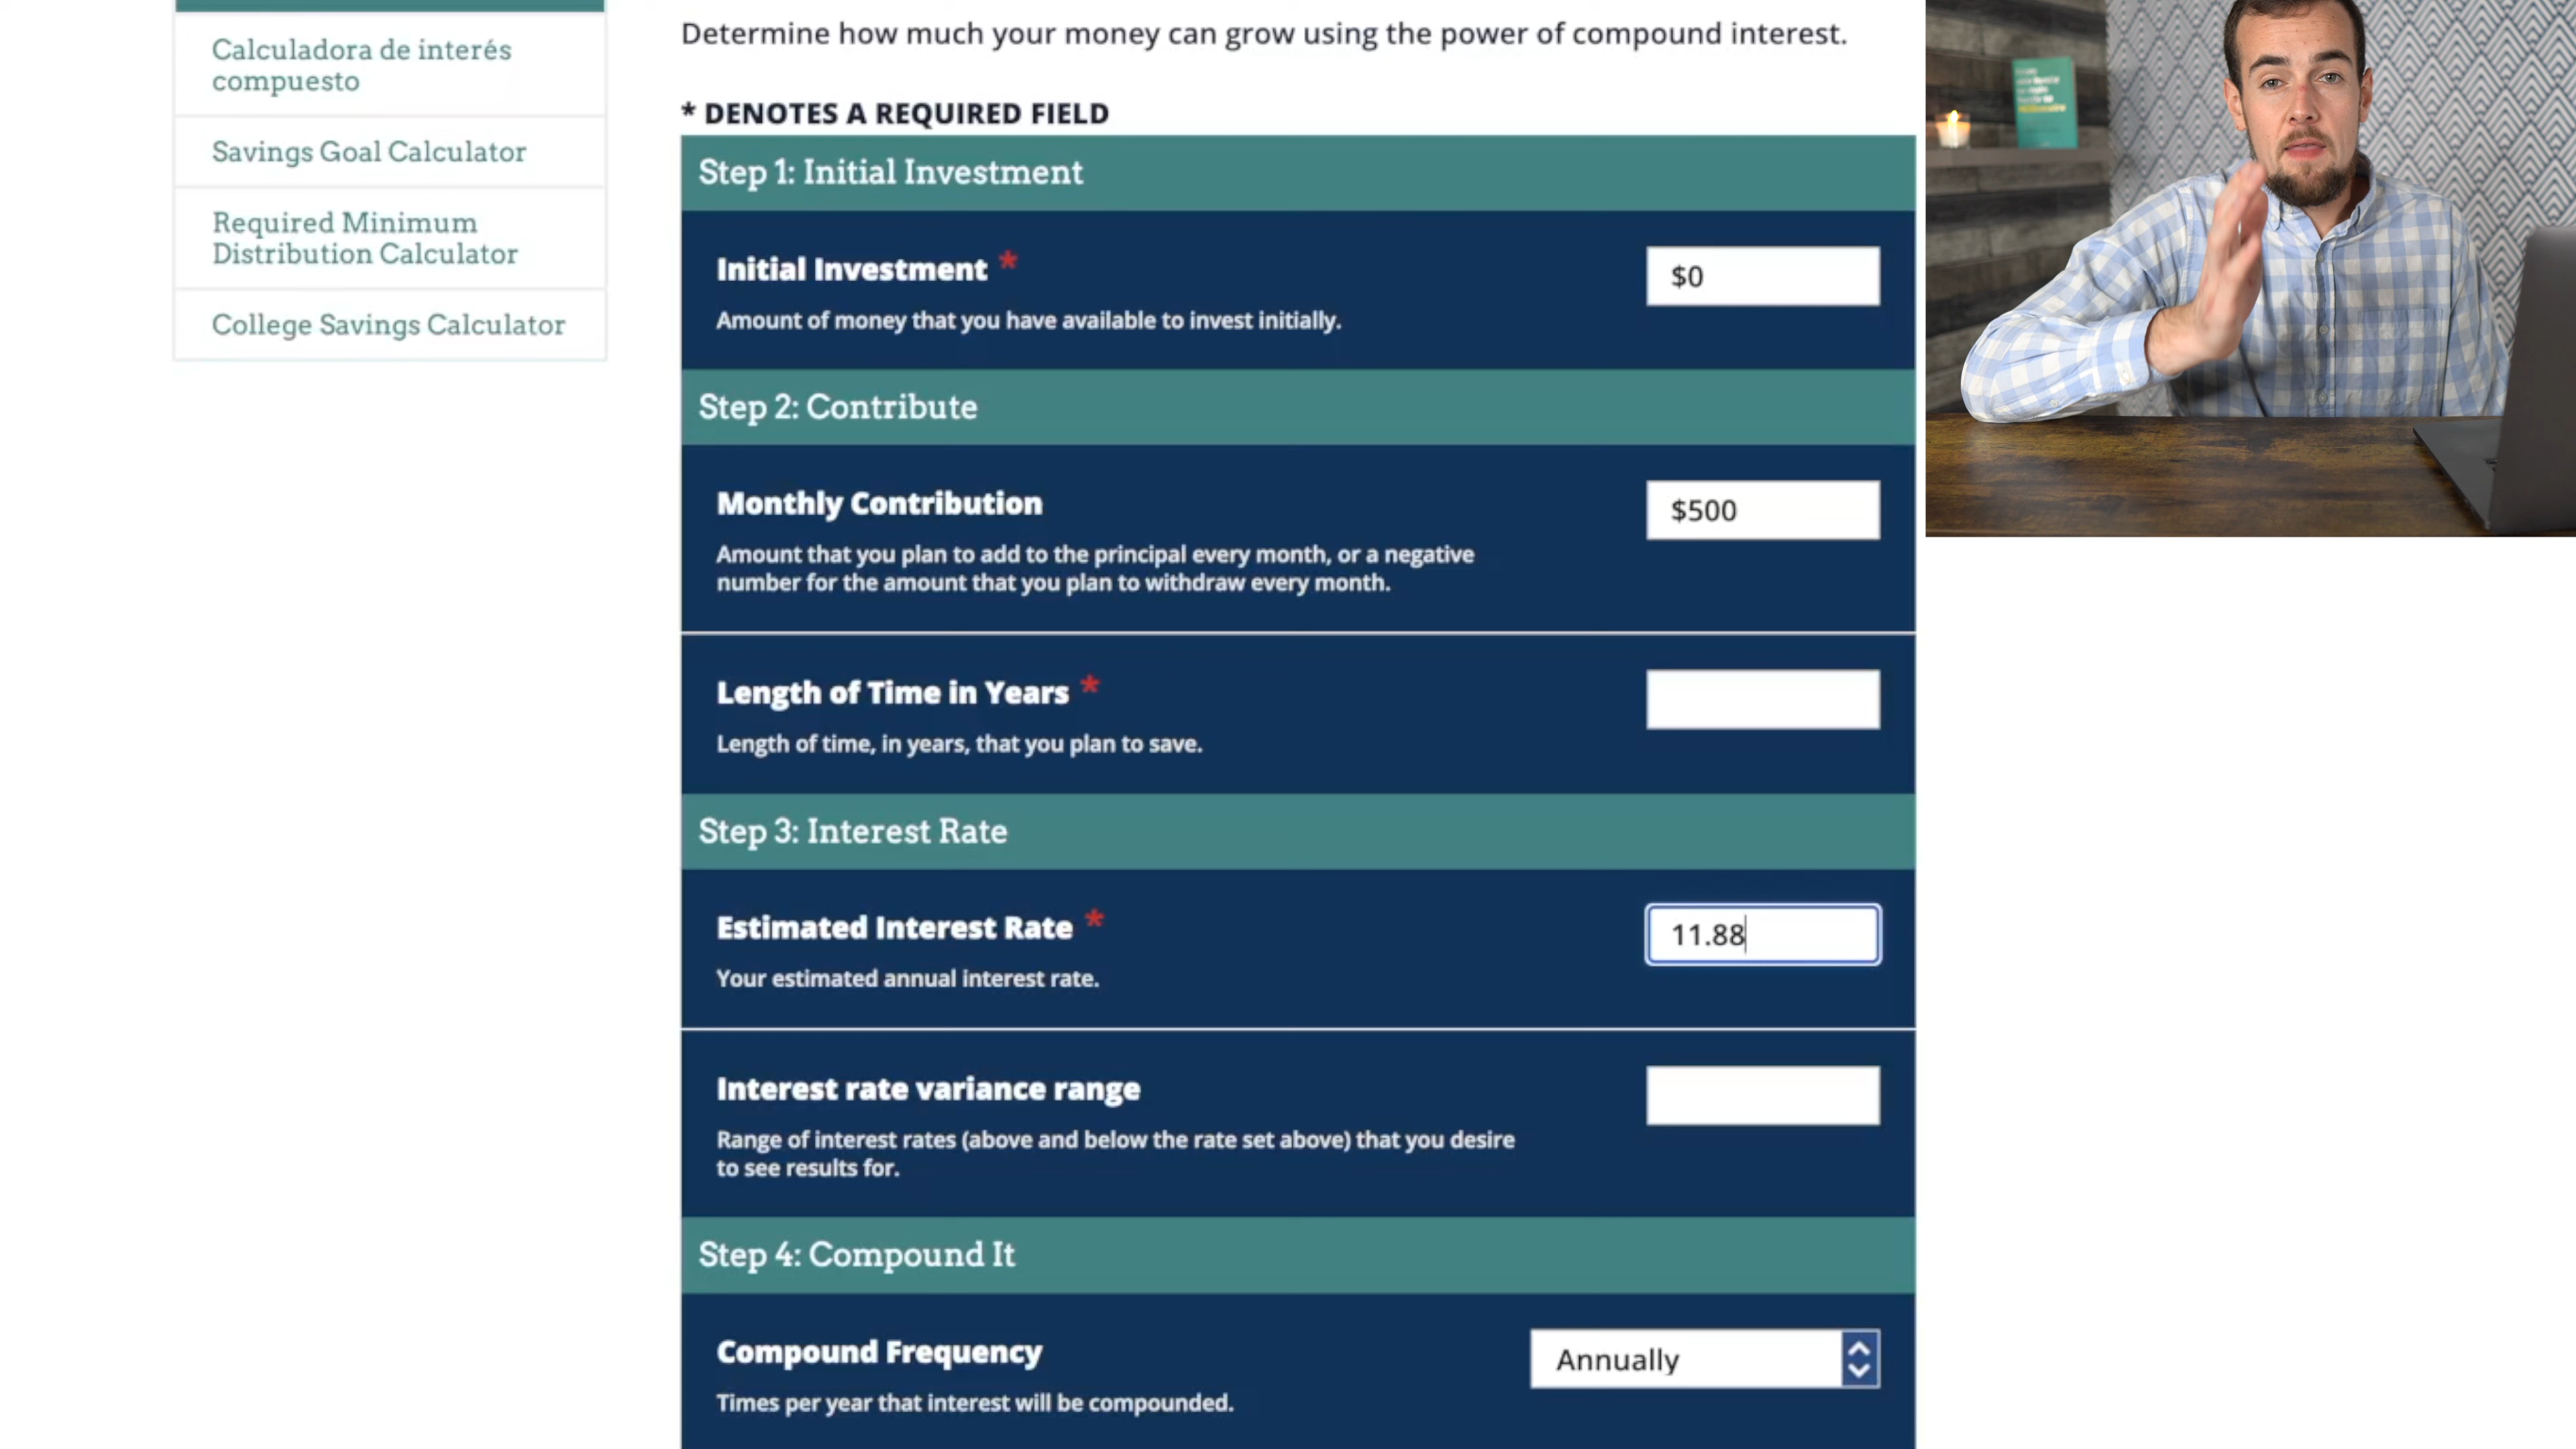 Calculadora de interés
compuesto
Savings Goal Calculator
Required Minimum
Distribution Calculator
College Savings Calculator
Determine how much your money can grow using the power of compound interest.
* DENOTES A REQUIRED FIELD
Step 1: Initial Investment
Initial Investment *
$0
Amount of money that you have available to invest initially.
Step 2: Contribute
Monthly Contribution
$500
Amount that you plan to add to the principal every month, or a negative
number for the amount that you plan to withdraw every month.
Length of Time in Years *
Length of time, in years, that you plan to save.
Step 3: Interest Rate
Estimated Interest Rate *
11.88
Your estimated annual interest rate.
Interest rate variance range
Range of interest rates (above and below the rate set above) that you desire
to see results for.
Step 4: Compound It
Compound Frequency
Annually
Times per year that interest will be compounded.